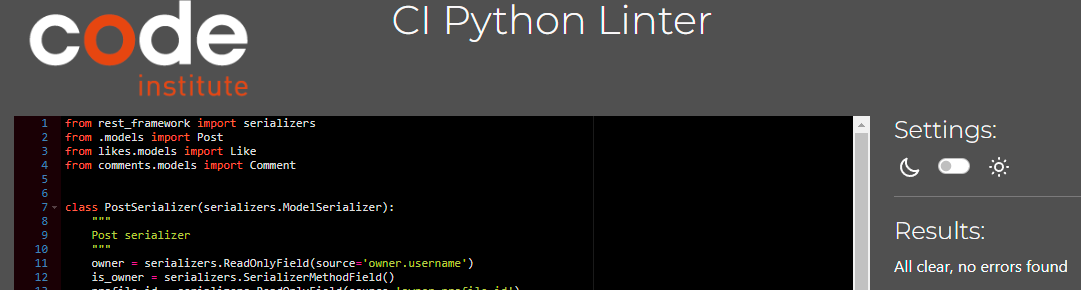 code
institute
CI Python Linter
1 from rest_framework import serializers
2 from .models import Post
3 from likes.models import Like
4 from comments.models import Comment
5
6
7 class PostSerializer(serializers.ModelSerializer):
8 """
9 Post serializer
10 """
11 owner = serializers.ReadOnlyField(source='owner.username')
12 is_owner = serializers.SerializerMethodField()
Settings:
Results:
All clear, no errors found